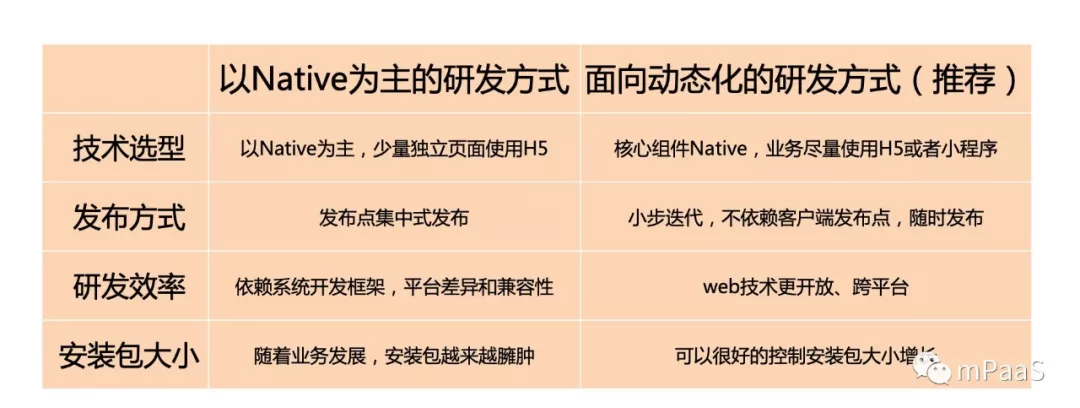 以Native为主的研发方式 面向动态化的研发方式（推荐）
技术选型 以Native为主，少量独立页面使用H5 核心组件Native，业务尽量使用H5或者小程序
发布方式 发布点集中式发布 小步迭代，不依赖客户端发布点，随时发布
研发效率 依赖系统开发框架，平台差异和兼容性 web技术更开放、跨平台
安装包大小 随着业务发展，安装包越来越臃肿 可以很好的控制安装包大小增长
mPaaS